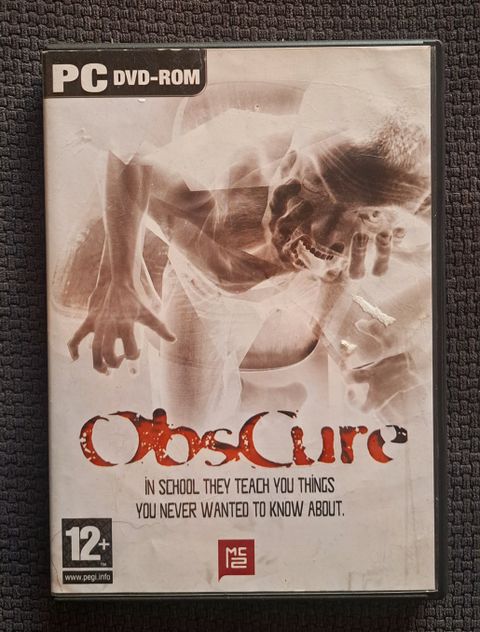 PC DVD-ROM
ObsCure
IN SCHOOL THEY TEACH YOU THINGS
YOU NEVER WANTED TO KNOW ABOUT.
12+
www.pegi.info
MC2